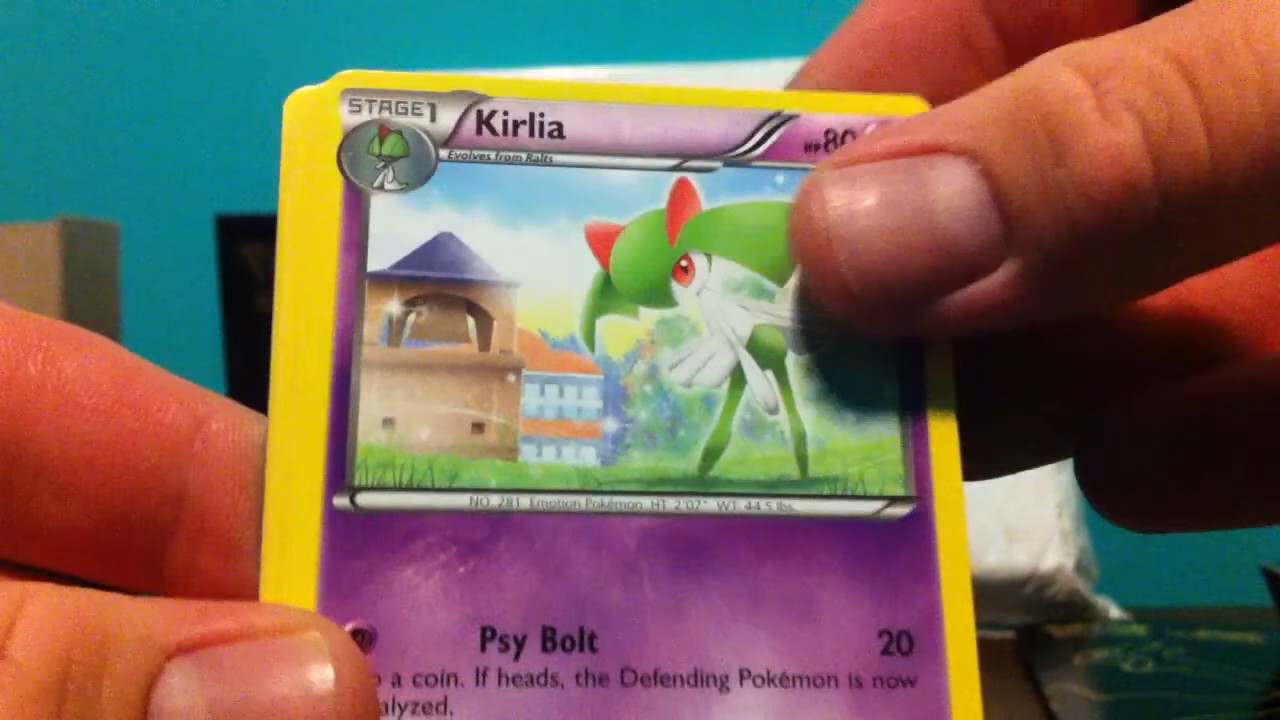 STAGE1 Kirlia HP80
Evolves from Ralts
NO. 281 Emotion Pokémon HT 2'07" WT 44.5 lbs.
Psy Bolt 20
a coin. If heads, the Defending Pokémon is now
alyzed.